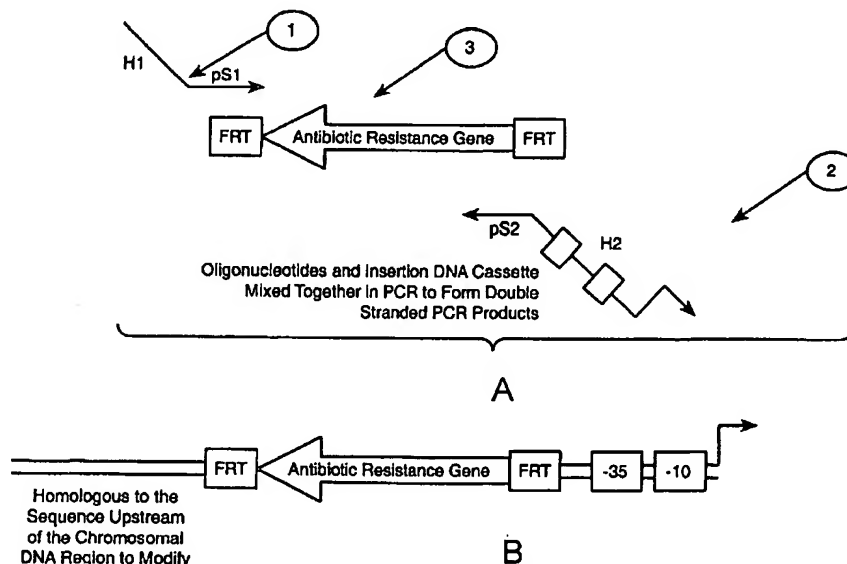 1
H1
pS1
3
FRT
Antibiotic Resistance Gene
FRT
2
pS2
H2
Oligonucleotides and Insertion DNA Cassette
Mixed Together in PCR to Form Double
Stranded PCR Products
A
FRT
Antibiotic Resistance Gene
FRT
-35
-10
Homologous to the
Sequence Upstream
of the Chromosomal
DNA Region to Modify
B